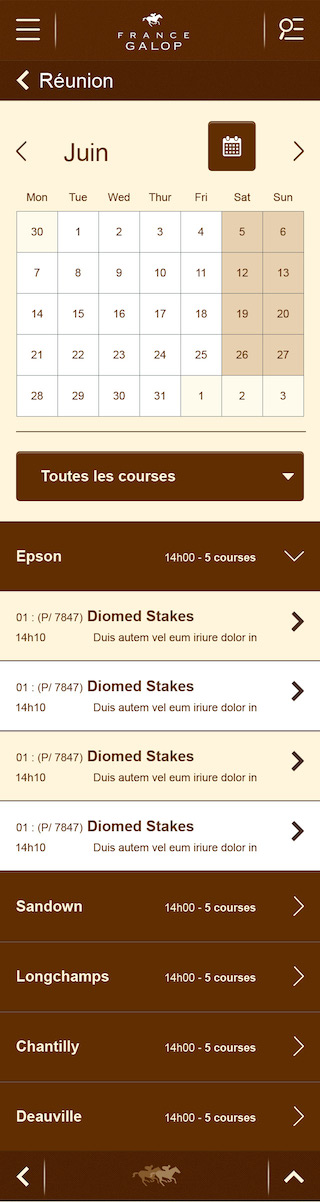 FRANCE
GALOP
Réunion
Juin
Mon Tue Wed Thur Fri Sat Sun
30 1 2 3 4 5 6
7 8 9 10 11 12 13
14 15 16 17 18 19 20
21 22 23 24 25 26 27
28 29 30 31 1 2 3
Toutes les courses
Epson 14h00 - 5 courses
01 : (P/ 7847) Diomed Stakes
14h10 Duis autem vel eum iriure dolor in
01 : (P/ 7847) Diomed Stakes
14h10 Duis autem vel eum iriure dolor in
01 : (P/ 7847) Diomed Stakes
14h10 Duis autem vel eum iriure dolor in
01 : (P/ 7847) Diomed Stakes
14h10 Duis autem vel eum iriure dolor in
Sandown 14h00 - 5 courses
Longchamps 14h00 - 5 courses
Chantilly 14h00 - 5 courses
Deauville 14h00 - 5 courses